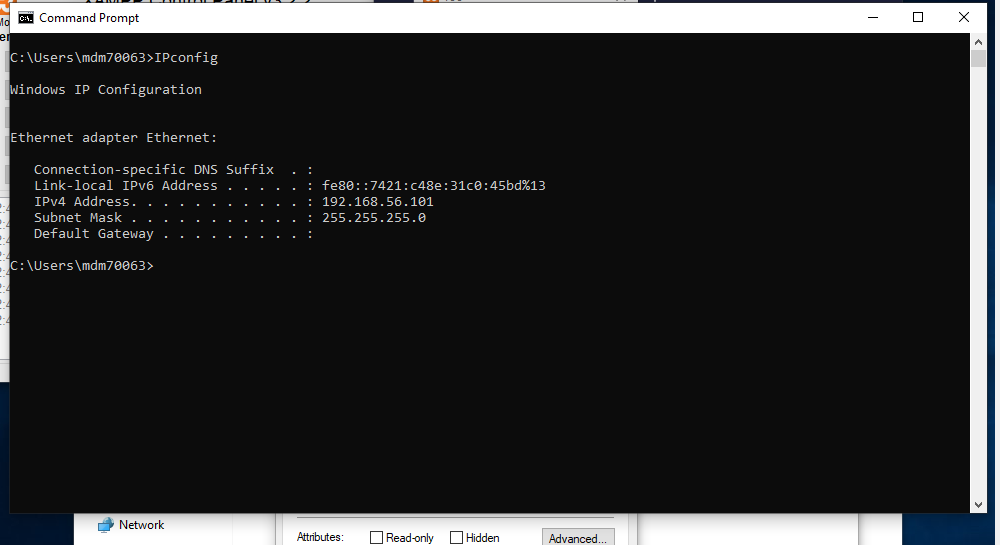 Command Prompt
C:\Users\mdm70063>IPconfig
Windows IP Configuration
Ethernet adapter Ethernet:
Connection-specific DNS Suffix . :
Link-local IPv6 Address . . . . . : fe80::7421:c48e:31c0:45bd%13
IPv4 Address. . . . . . . . . . . : 192.168.56.101
Subnet Mask . . . . . . . . . . . : 255.255.255.0
Default Gateway . . . . . . . . . :
C:\Users\mdm70063>
Network
Attributes:
Read-only
Hidden
Advanced...